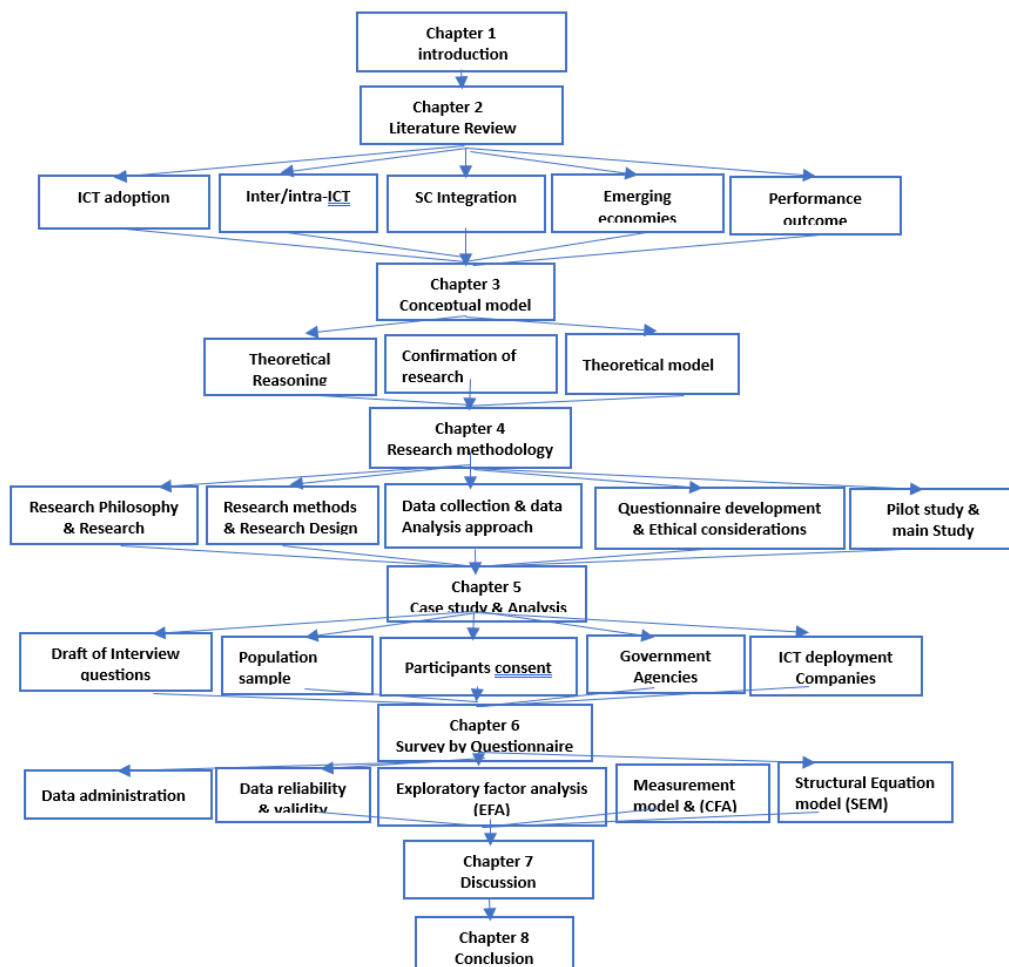 Chapter 1
introduction
Chapter 2
Literature Review
ICT adoption
Inter/intra-ICT
SC Integration
Emerging
economies
Performance
outcome
Chapter 3
Conceptual model
Theoretical
Reasoning
Confirmation of
research
Theoretical model
Chapter 4
Research methodology
Research Philosophy
& Research
Research methods
& Research Design
Data collection & data
Analysis approach
Questionnaire development
& Ethical considerations
Pilot study &
main Study
Chapter 5
Case study & Analysis
Draft of Interview
questions
Population
sample
Participants consent
Government
Agencies
ICT deployment
Companies
Chapter 6
Survey by Questionnaire
Data administration
Data reliability
& validity
Exploratory factor analysis
(EFA)
Measurement
model & (CFA)
Structural Equation
model (SEM)
Chapter 7
Discussion
Chapter 8
Conclusion